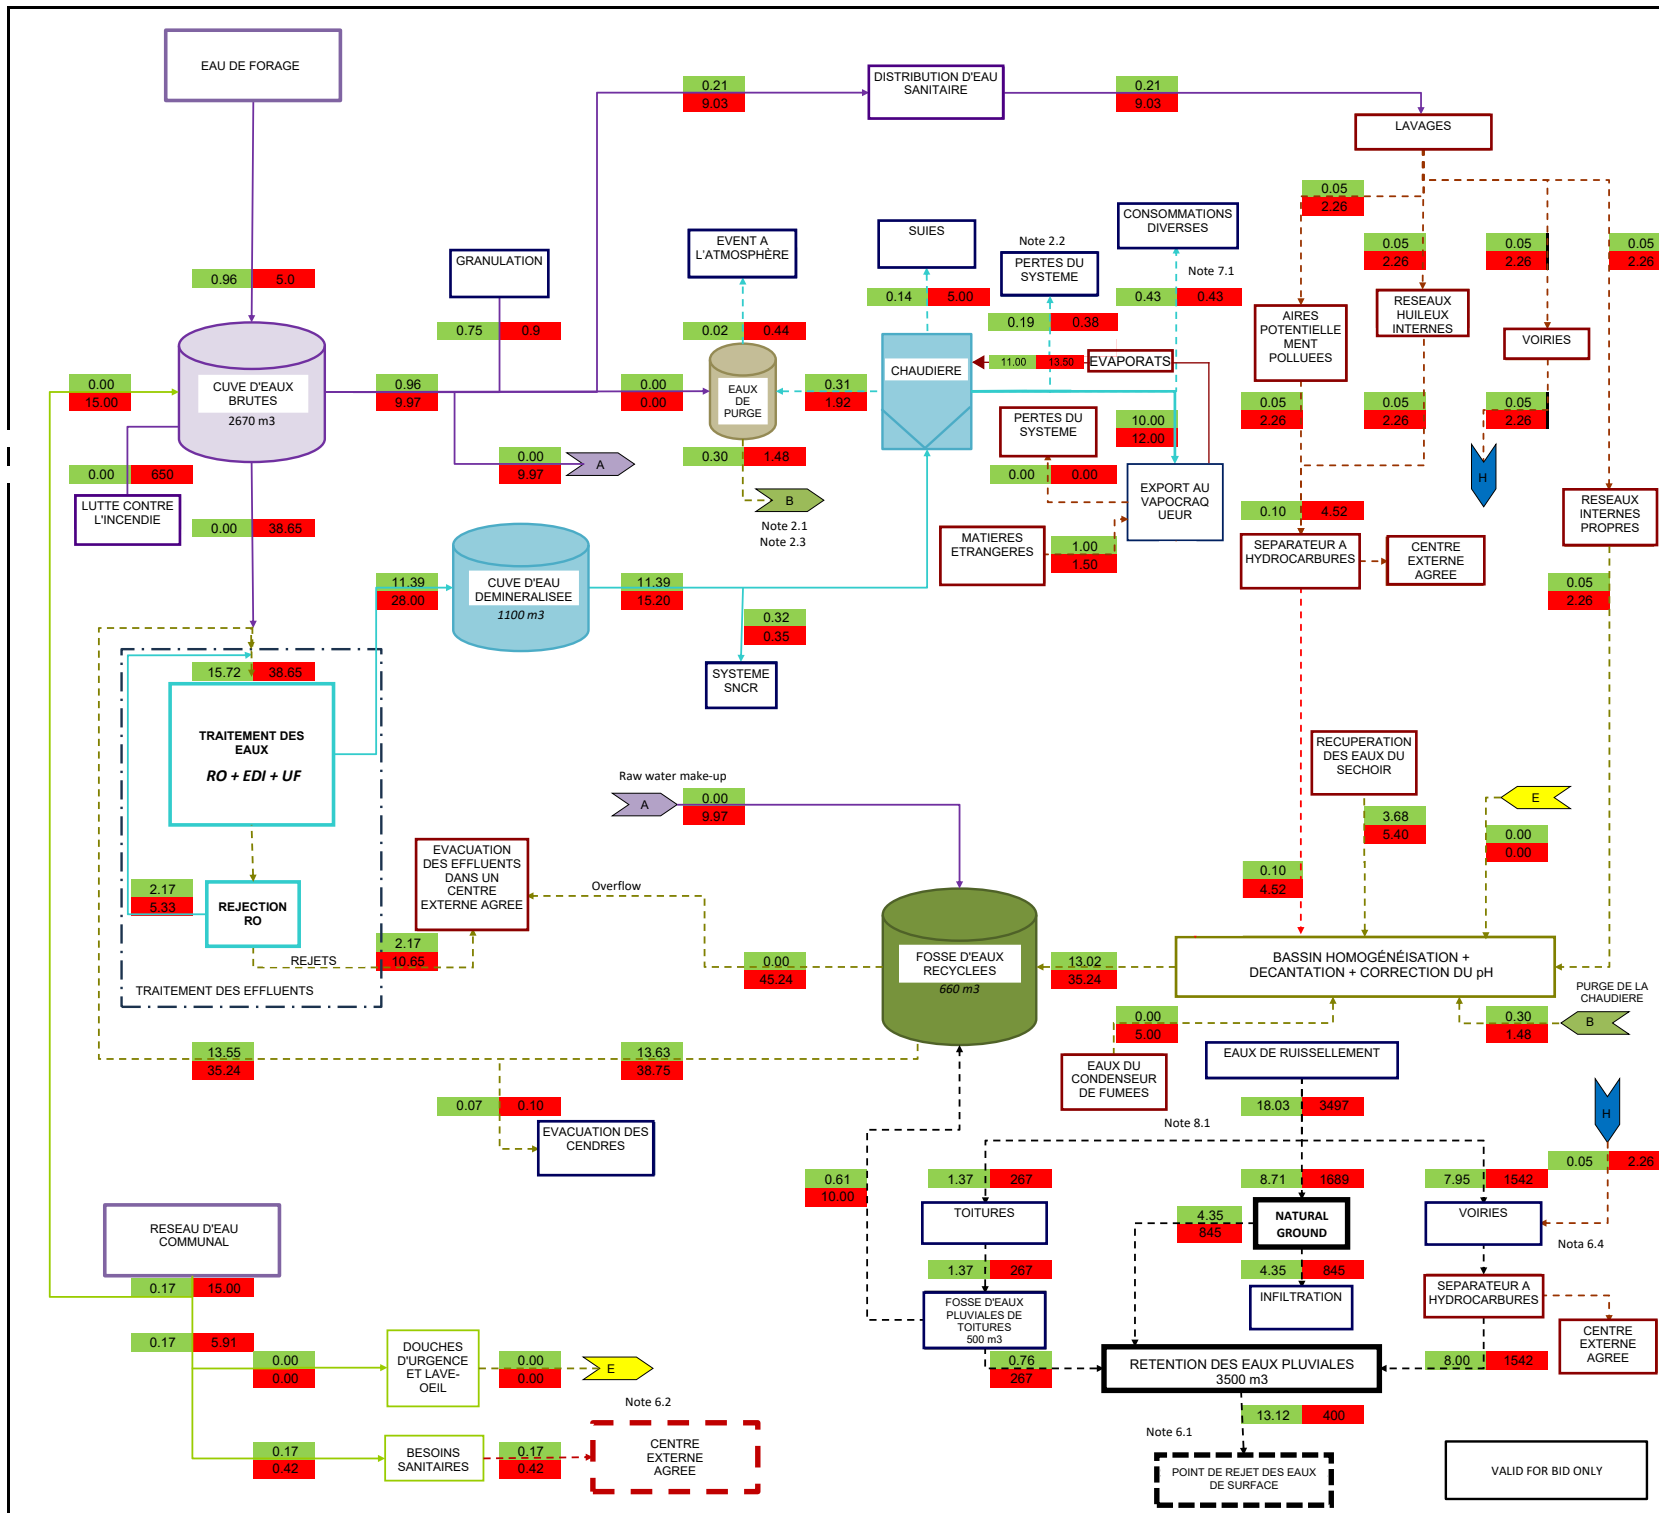 EAU DE FORAGE
0.21
9.03
DISTRIBUTION D'EAU
SANITAIRE
0.21
9.03
LAVAGES
0.05
2.26
CONSOMMATIONS
DIVERSES
SUIES
Note 2.2
EVENT A
L'ATMOSPHÈRE
GRANULATION
PERTES DU
SYSTEME
Note 7.1
0.05
2.26
0.05
2.26
0.05
2.26
0.96 5.0
0.14 5.00
0.43 0.43
0.75 0.9
0.02 0.44
0.19 0.38
AIRES
POTENTIELLE
MENT
POLLUEES
RESEAUX
HUILEUX
INTERNES
VOIRIES
CUVE D'EAUX
BRUTES
2670 m3
0.00
15.00
0.96
9.97
0.00
0.00
EAUX
DE
PURGE
0.31
1.92
CHAUDIERE
11.00 13.50
EVAPORATS
PERTES DU
SYSTEME
10.00
12.00
0.05
2.26
0.05
2.26
0.05
2.26
0.00 650
LUTTE CONTRE
L'INCENDIE
0.00
9.97
A
0.30 1.48
B
Note 2.1
Note 2.3
0.00 0.00
EXPORT AU
VAPOCRAQ
UEUR
H
0.00 38.65
MATIERES
ETRANGERES
1.00
1.50
0.10 4.52
SEPARATEUR A
HYDROCARBURES
CENTRE
EXTERNE
AGREE
RESEAUX
INTERNES
PROPRES
11.39
28.00
CUVE D'EAU
DEMINERALISEE
1100 m3
11.39
15.20
0.05
2.26
0.32
0.35
15.72 38.65
SYSTEME
SNCR
TRAITEMENT DES
EAUX
RO + EDI + UF
RECUPERATION
DES EAUX DU
SECHOIR
Raw water make-up
A
0.00
9.97
E
3.68
5.40
0.00
0.00
EVACUATION
DES EFFLUENTS
DANS UN
CENTRE
EXTERNE AGREE
Overflow
2.17
5.33
REJECTION
RO
0.10
4.52
2.17
10.65
REJETS
TRAITEMENT DES EFFLUENTS
0.00
45.24
FOSSE D'EAUX
RECYCLEES
660 m3
13.02
35.24
BASSIN HOMOGÉNÉISATION +
DECANTATION + CORRECTION DU pH
PURGE DE LA
CHAUDIERE
0.00
5.00
0.30
1.48
B
13.55
35.24
13.63
38.75
EAUX DU
CONDENSEUR
DE FUMEES
EAUX DE RUISSELLEMENT
0.07 0.10
18.03 3497
H
EVACUATION DES
CENDRES
Note 8.1
0.05 2.26
0.61
10.00
1.37 267
8.71 1689
7.95 1542
RESEAU D'EAU
COMMUNAL
TOITURES
4.35
845
NATURAL
GROUND
VOIRIES
Nota 6.4
0.17 15.00
1.37 267
4.35 845
SEPARATEUR A
HYDROCARBURES
FOSSE D'EAUX
PLUVIALES DE
TOITURES
500 m3
INFILTRATION
0.17 5.91
0.00
0.00
DOUCHES
D'URGENCE
ET LAVE-
OEIL
0.00
0.00
E
0.76
267
RETENTION DES EAUX PLUVIALES
3500 m3
8.00 1542
CENTRE
EXTERNE
AGREE
Note 6.2
13.12 400
Note 6.1
0.17
0.42
BESOINS
SANITAIRES
0.17
0.42
CENTRE
EXTERNE
AGREE
POINT DE REJET DES EAUX
DE SURFACE
VALID FOR BID ONLY